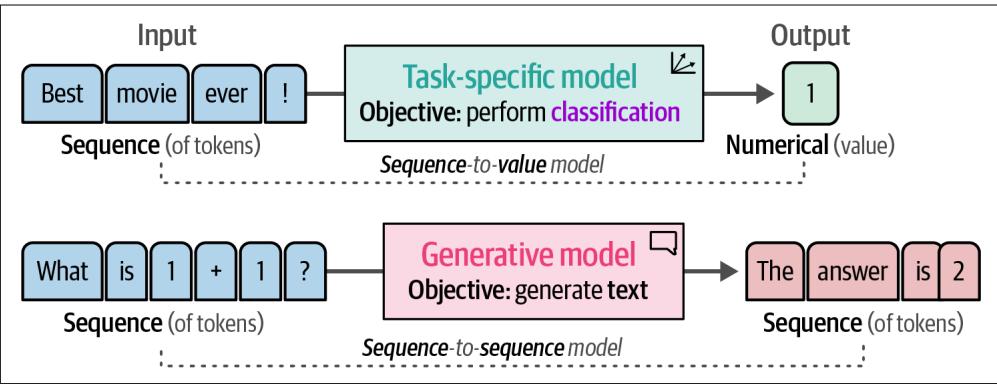 Input
Output
Best movie ever !
Task-specific model
Objective: perform classification
1
Sequence (of tokens)
Numerical (value)
Sequence-to-value model
What is 1 + 1 ?
Generative model
Objective: generate text
The answer is 2
Sequence (of tokens)
Sequence (of tokens)
Sequence-to-sequence model